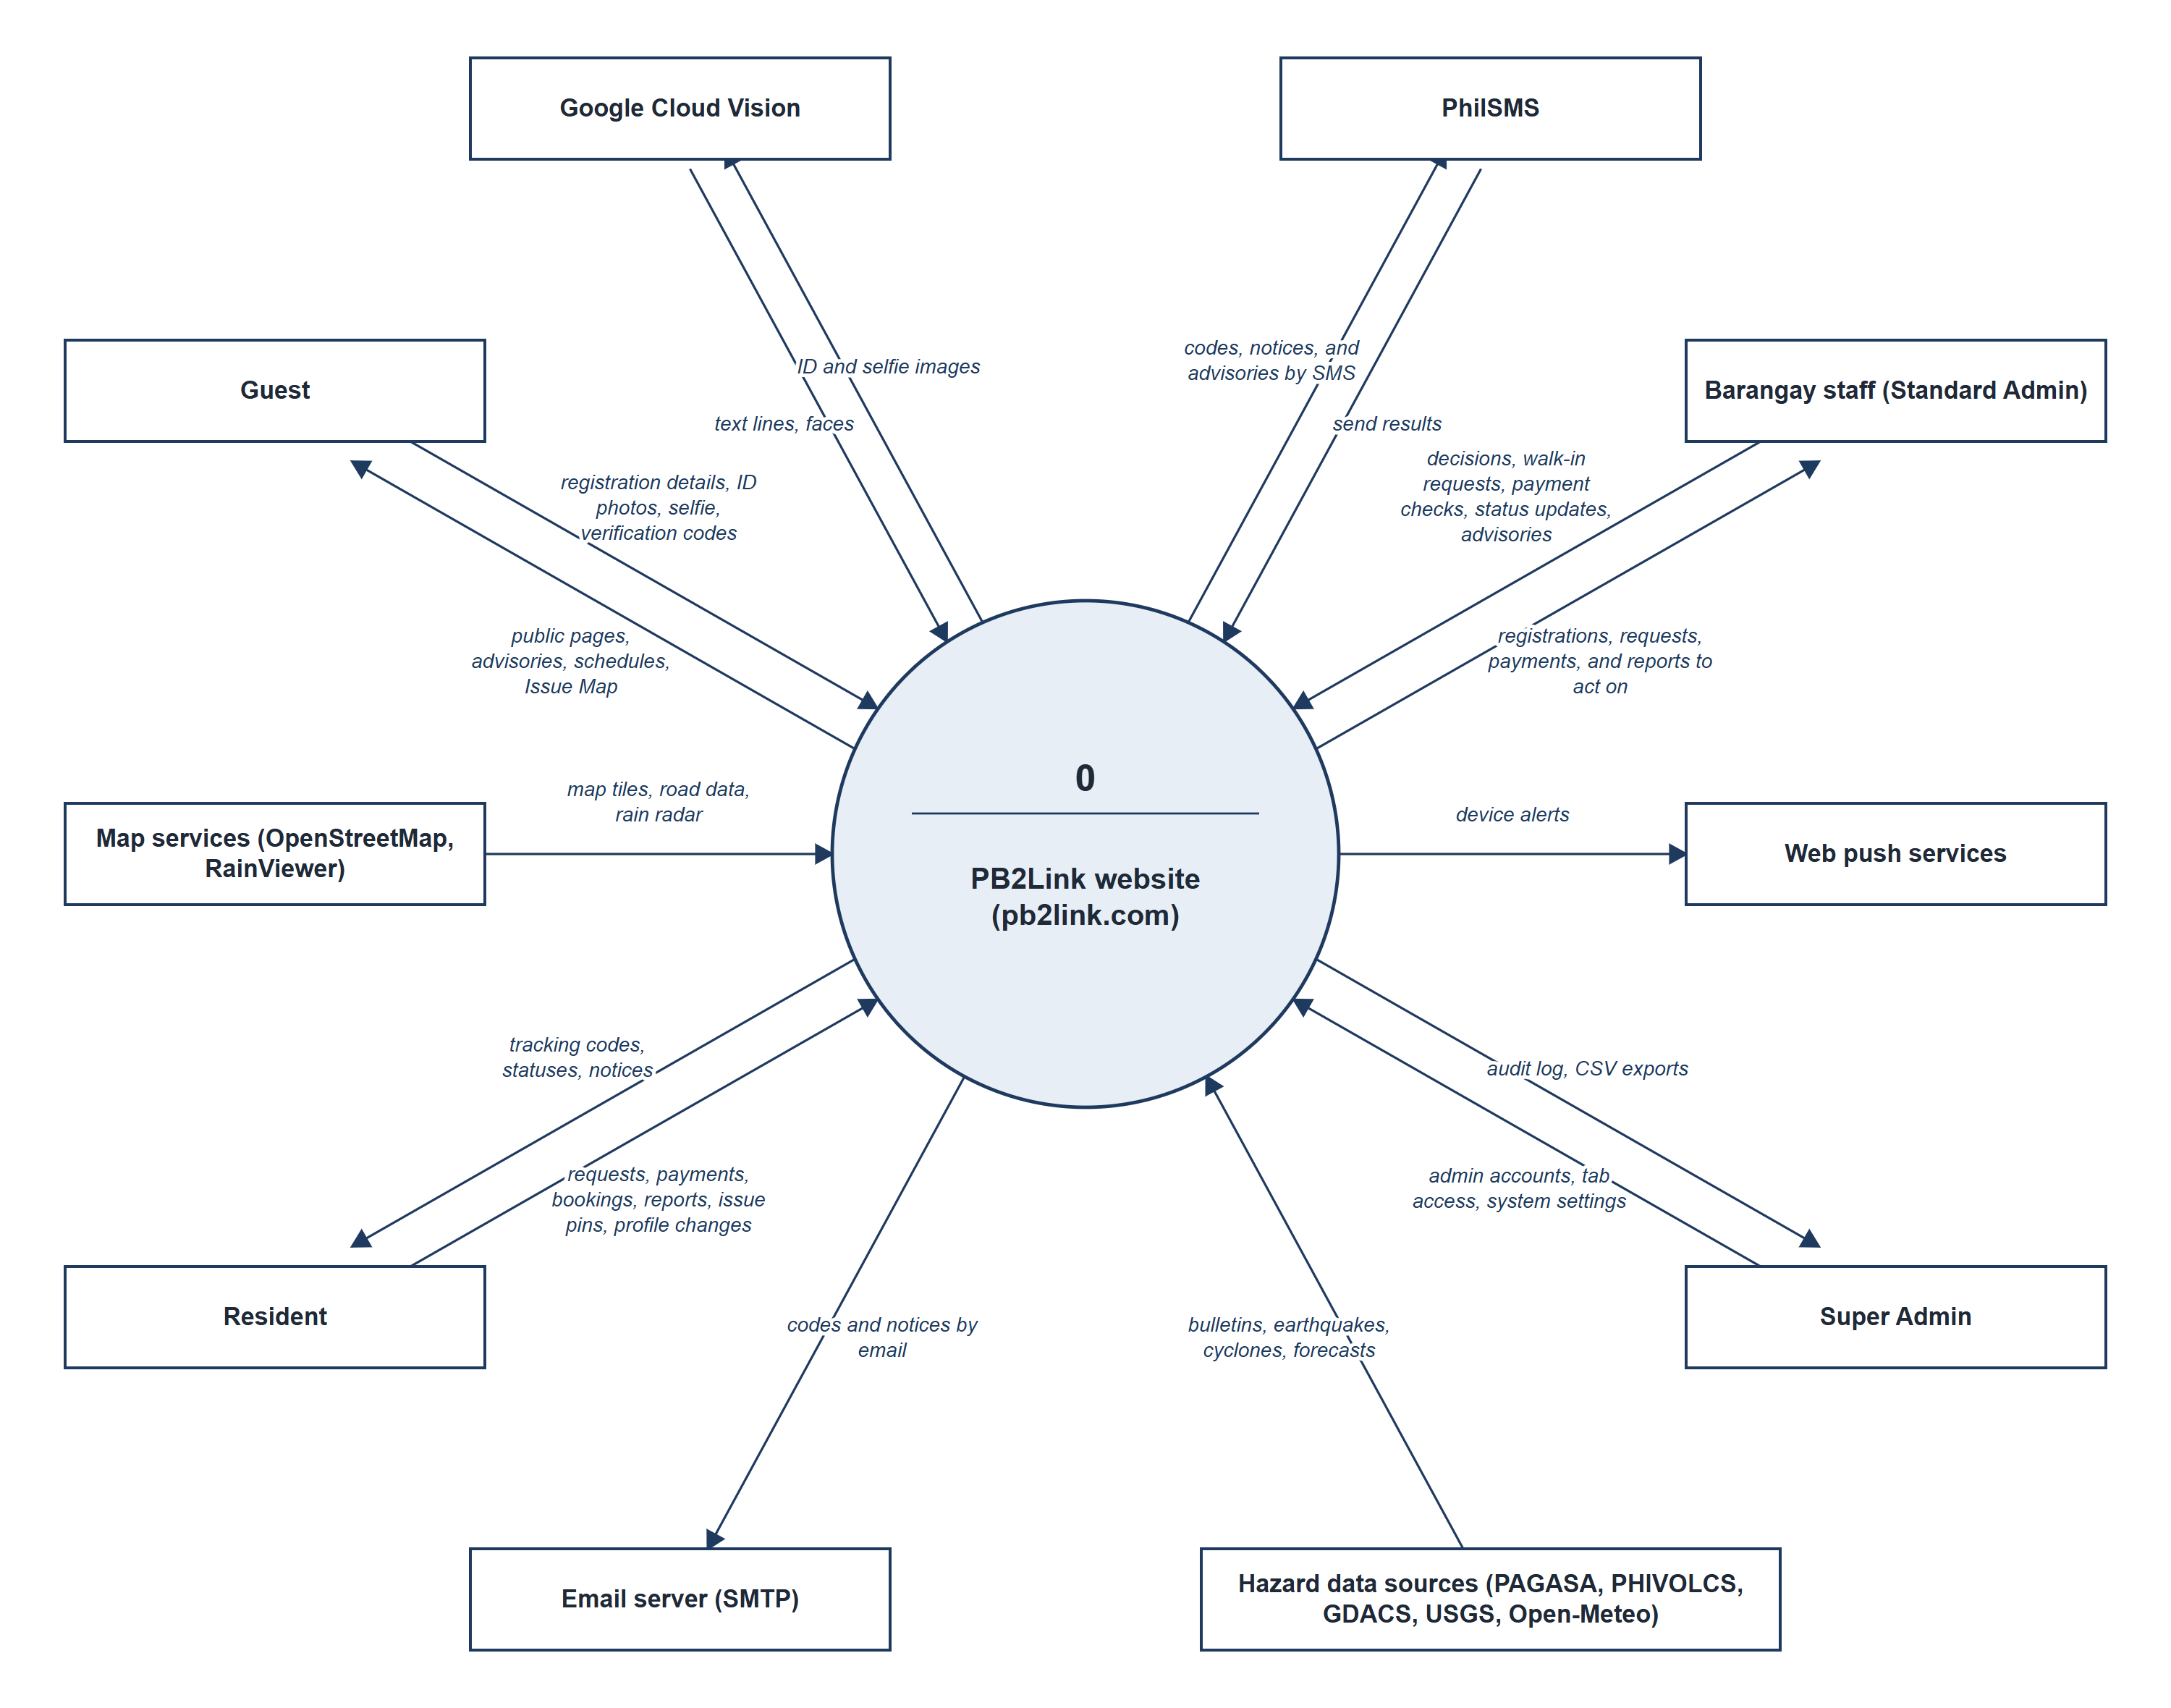 Google Cloud Vision
PhilSMS
codes, notices, and
advisories by SMS
ID and selfie images
Guest
Barangay staff (Standard Admin)
text lines, faces
send results
decisions, walk-in
requests, payment
checks, status updates,
advisories
registration details, ID
photos, selfie,
verification codes
public pages,
advisories, schedules,
Issue Map
registrations, requests,
payments, and reports to
act on
0
map tiles, road data,
rain radar
device alerts
Map services (OpenStreetMap,
RainViewer)
PB2Link website
(pb2link.com)
Web push services
tracking codes,
statuses, notices
audit log, CSV exports
requests, payments,
bookings, reports, issue
pins, profile changes
admin accounts, tab
access, system settings
Resident
Super Admin
codes and notices by
email
bulletins, earthquakes,
cyclones, forecasts
Email server (SMTP)
Hazard data sources (PAGASA, PHIVOLCS,
GDACS, USGS, Open-Meteo)